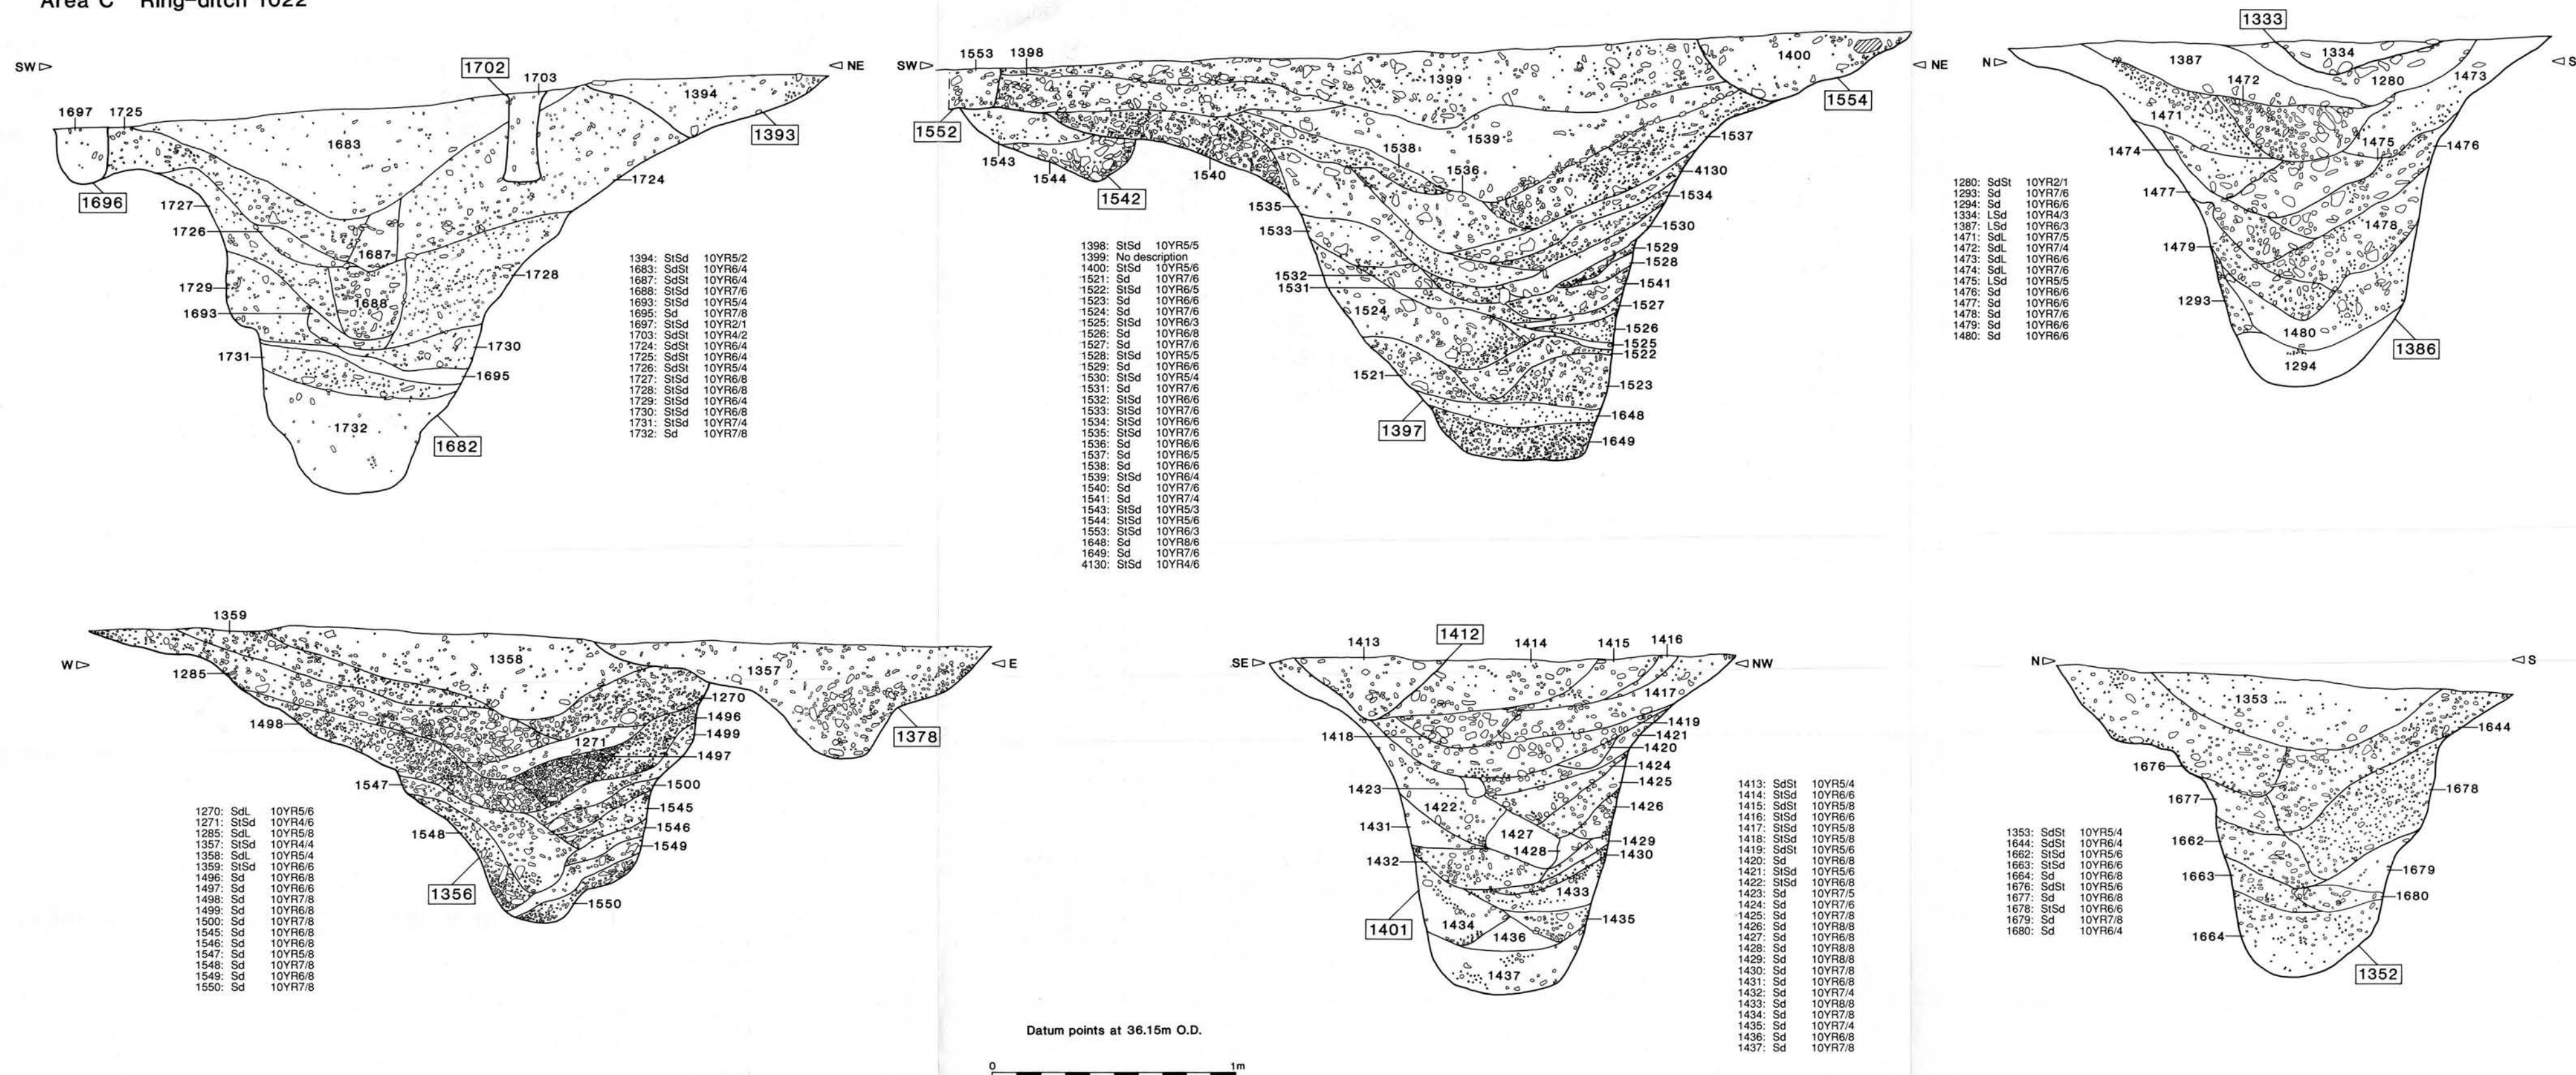 Area C Ring-ditch 1022
SW
NE
1702
1703
1697
1725
1394
1683
1393
1724
1696
1727
1726
1687
1728
1729
1688
1693
1730
1731
1695
1732
1682
1394: StSd 10YR5/2
1683: SdSt 10YR6/4
1687: SdSt 10YR6/4
1688: StSd 10YR7/6
1693: StSd 10YR5/4
1695: Sd 10YR7/8
1697: StSd 10YR2/1
1703: SdSt 10YR4/2
1724: SdSt 10YR6/4
1725: SdSt 10YR6/4
1726: SdSt 10YR5/4
1727: StSd 10YR6/8
1728: StSd 10YR6/8
1729: StSd 10YR6/4
1730: StSd 10YR6/8
1731: StSd 10YR7/4
1732: Sd 10YR7/8
SW
NE
1553
1398
1399
1400
1554
1552
1539
1537
1538
1543
1544
1540
1536
4130
1542
1534
1535
1530
1533
1529
1528
1532
1541
1531
1527
1524
1526
1525
1522
1521
1523
1648
1397
1649
1398: StSd 10YR5/5
1399: No description
1400: StSd 10YR5/6
1521: Sd 10YR7/6
1522: StSd 10YR6/5
1523: Sd 10YR6/6
1524: Sd 10YR7/6
1525: StSd 10YR6/3
1526: Sd 10YR6/8
1527: Sd 10YR7/6
1528: StSd 10YR5/5
1529: Sd 10YR6/6
1530: StSd 10YR5/4
1531: Sd 10YR7/6
1532: StSd 10YR6/6
1533: StSd 10YR7/6
1534: StSd 10YR6/6
1535: StSd 10YR7/6
1536: Sd 10YR6/6
1537: Sd 10YR6/5
1538: Sd 10YR6/6
1539: StSd 10YR6/4
1540: Sd 10YR7/6
1541: Sd 10YR7/4
1543: StSd 10YR5/3
1544: StSd 10YR5/6
1553: StSd 10YR6/3
1648: Sd 10YR8/6
1649: Sd 10YR7/6
4130: StSd 10YR4/6
N
S
1333
1334
1387
1280
1472
1473
1471
1475
1474
1476
1477
1478
1479
1293
1480
1386
1294
1280: SdSt 10YR2/1
1293: Sd 10YR7/6
1294: Sd 10YR6/6
1334: LSd 10YR4/3
1387: LSd 10YR6/3
1471: SdL 10YR7/5
1472: SdL 10YR7/4
1473: SdL 10YR6/6
1474: SdL 10YR7/6
1475: LSd 10YR5/5
1476: Sd 10YR6/6
1477: Sd 10YR6/6
1478: Sd 10YR7/6
1479: Sd 10YR6/6
1480: Sd 10YR6/6
W
E
1359
1358
1357
1285
1270
1496
1498
1499
1271
1378
1497
1547
1500
1545
1548
1546
1549
1356
1550
1270: SdL 10YR5/6
1271: StSd 10YR4/6
1285: SdL 10YR5/8
1357: StSd 10YR4/4
1358: SdL 10YR5/4
1359: StSd 10YR6/6
1496: Sd 10YR6/8
1497: Sd 10YR6/6
1498: Sd 10YR7/8
1499: Sd 10YR6/8
1500: Sd 10YR7/8
1545: Sd 10YR6/8
1546: Sd 10YR6/8
1547: Sd 10YR5/8
1548: Sd 10YR7/8
1549: Sd 10YR6/8
1550: Sd 10YR7/8
SE
NW
1413
1412
1414
1415
1416
1417
1419
1418
1421
1420
1424
1425
1423
1422
1426
1431
1427
1429
1428
1430
1432
1433
1434
1435
1401
1436
1437
1413: SdSt 10YR5/4
1414: StSd 10YR6/6
1415: SdSt 10YR5/8
1416: StSd 10YR6/6
1417: StSd 10YR5/8
1418: StSd 10YR5/8
1419: SdSt 10YR5/6
1420: Sd 10YR6/8
1421: StSd 10YR5/6
1422: StSd 10YR6/8
1423: Sd 10YR7/5
1424: Sd 10YR7/6
1425: Sd 10YR7/8
1426: Sd 10YR8/8
1427: Sd 10YR6/8
1428: Sd 10YR8/8
1429: Sd 10YR8/8
1430: Sd 10YR7/8
1431: Sd 10YR6/8
1432: Sd 10YR7/4
1433: Sd 10YR8/8
1434: Sd 10YR7/8
1435: Sd 10YR7/4
1436: Sd 10YR6/8
1437: Sd 10YR7/8
N
S
1353
1644
1676
1678
1677
1662
1679
1663
1680
1664
1352
1353: SdSt 10YR5/4
1644: SdSt 10YR6/4
1662: StSd 10YR5/6
1663: StSd 10YR6/6
1664: Sd 10YR6/8
1676: SdSt 10YR5/6
1677: Sd 10YR6/8
1678: StSd 10YR6/6
1679: Sd 10YR7/8
1680: Sd 10YR6/4
Datum points at 36.15m O.D.
0 1m